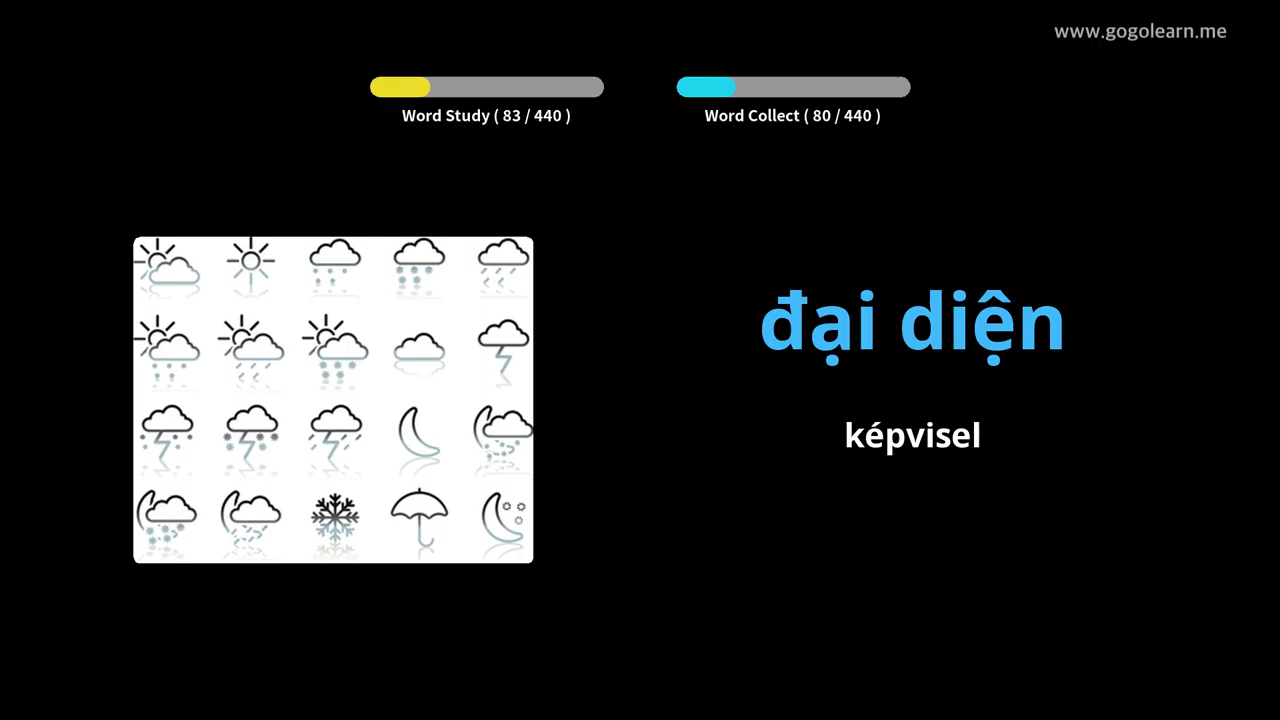 www.gogolearn.me
Word Study ( 83 / 440 )
Word Collect ( 80 / 440 )
đại diện
képvisel